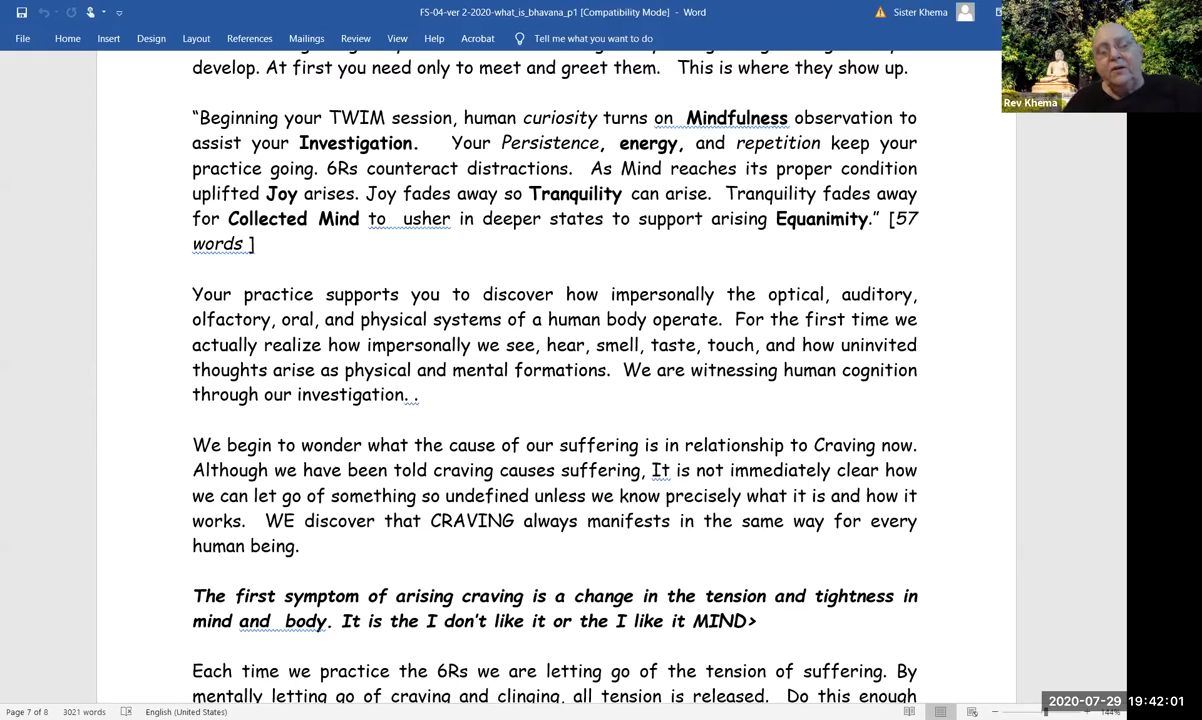 FS-04-ver 2-2020-what_is_bhavana_p1 [Compatibility Mode] - Word
Sister Khema
File Home Insert Design Layout References Mailings Review View Help Acrobat Tell me what you want to do
Rev Khema
develop. At first you need only to meet and greet them. This is where they show up.
“Beginning your TWIM session, human curiosity turns on Mindfulness observation to
assist your Investigation. Your Persistence, energy, and repetition keep your
practice going. 6Rs counteract distractions. As Mind reaches its proper condition
uplifted Joy arises. Joy fades away so Tranquility can arise. Tranquility fades away
for Collected Mind to usher in deeper states to support arising Equanimity.” [57
words ]
Your practice supports you to discover how impersonally the optical, auditory,
olfactory, oral, and physical systems of a human body operate. For the first time we
actually realize how impersonally we see, hear, smell, taste, touch, and how uninvited
thoughts arise as physical and mental formations. We are witnessing human cognition
through our investigation. .
We begin to wonder what the cause of our suffering is in relationship to Craving now.
Although we have been told craving causes suffering, It is not immediately clear how
we can let go of something so undefined unless we know precisely what it is and how it
works. WE discover that CRAVING always manifests in the same way for every
human being.
The first symptom of arising craving is a change in the tension and tightness in
mind and body. It is the I don’t like it or the I like it MIND>
Each time we practice the 6Rs we are letting go of the tension of suffering. By
mentally letting go of craving and clinging, all tension is released. Do this enough
Page 7 of 8 3021 words English (United States)
2020-07-29 19:42:01
144%